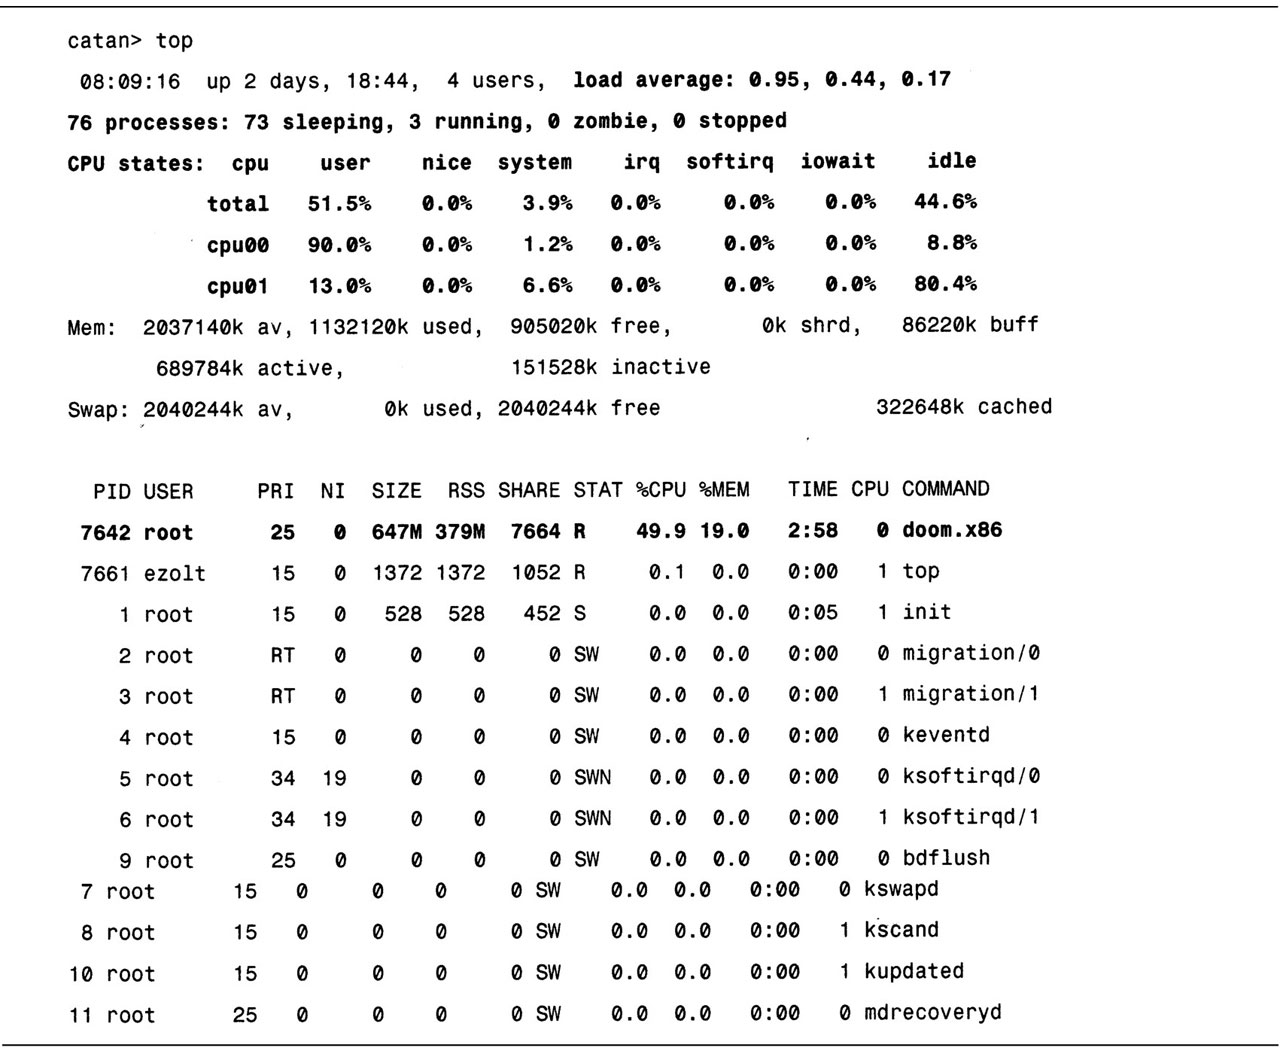 catan> top
08:09:16 up 2 days, 18:44, 4 users, load average: 0.95, 0.44, 0.17
76 processes: 73 sleeping, 3 running, 0 zombie, 0 stopped
CPU states: cpu user nice system irq softirq iowait idle
total 51.5% 0.0% 3.9% 0.0% 0.0% 0.0% 44.6%
cpu00 90.0% 0.0% 1.2% 0.0% 0.0% 0.0% 8.8%
cpu01 13.0% 0.0% 6.6% 0.0% 0.0% 0.0% 80.4%
Mem: 2037140k av, 1132120k used, 905020k free, 0k shrd, 86220k buff
689784k active, 151528k inactive
Swap: 2040244k av, 0k used, 2040244k free 322648k cached
PID USER PRI NI SIZE RSS SHARE STAT %CPU %MEM TIME CPU COMMAND
7642 root 25 0 647M 379M 7664 R 49.9 19.0 2:58 0 doom.x86
7661 ezolt 15 0 1372 1372 1052 R 0.1 0.0 0:00 1 top
1 root 15 0 528 528 452 S 0.0 0.0 0:05 1 init
2 root RT 0 0 0 0 SW 0.0 0.0 0:00 0 migration/0
3 root RT 0 0 0 0 SW 0.0 0.0 0:00 1 migration/1
4 root 15 0 0 0 0 SW 0.0 0.0 0:00 0 keventd
5 root 34 19 0 0 0 SWN 0.0 0.0 0:00 0 ksoftirqd/0
6 root 34 19 0 0 0 SWN 0.0 0.0 0:00 1 ksoftirqd/1
9 root 25 0 0 0 0 SW 0.0 0.0 0:00 0 bdflush
7 root 15 0 0 0 0 SW 0.0 0.0 0:00 0 kswapd
8 root 15 0 0 0 0 SW 0.0 0.0 0:00 1 kscand
10 root 15 0 0 0 0 SW 0.0 0.0 0:00 1 kupdated
11 root 25 0 0 0 0 SW 0.0 0.0 0:00 0 mdrecoveryd